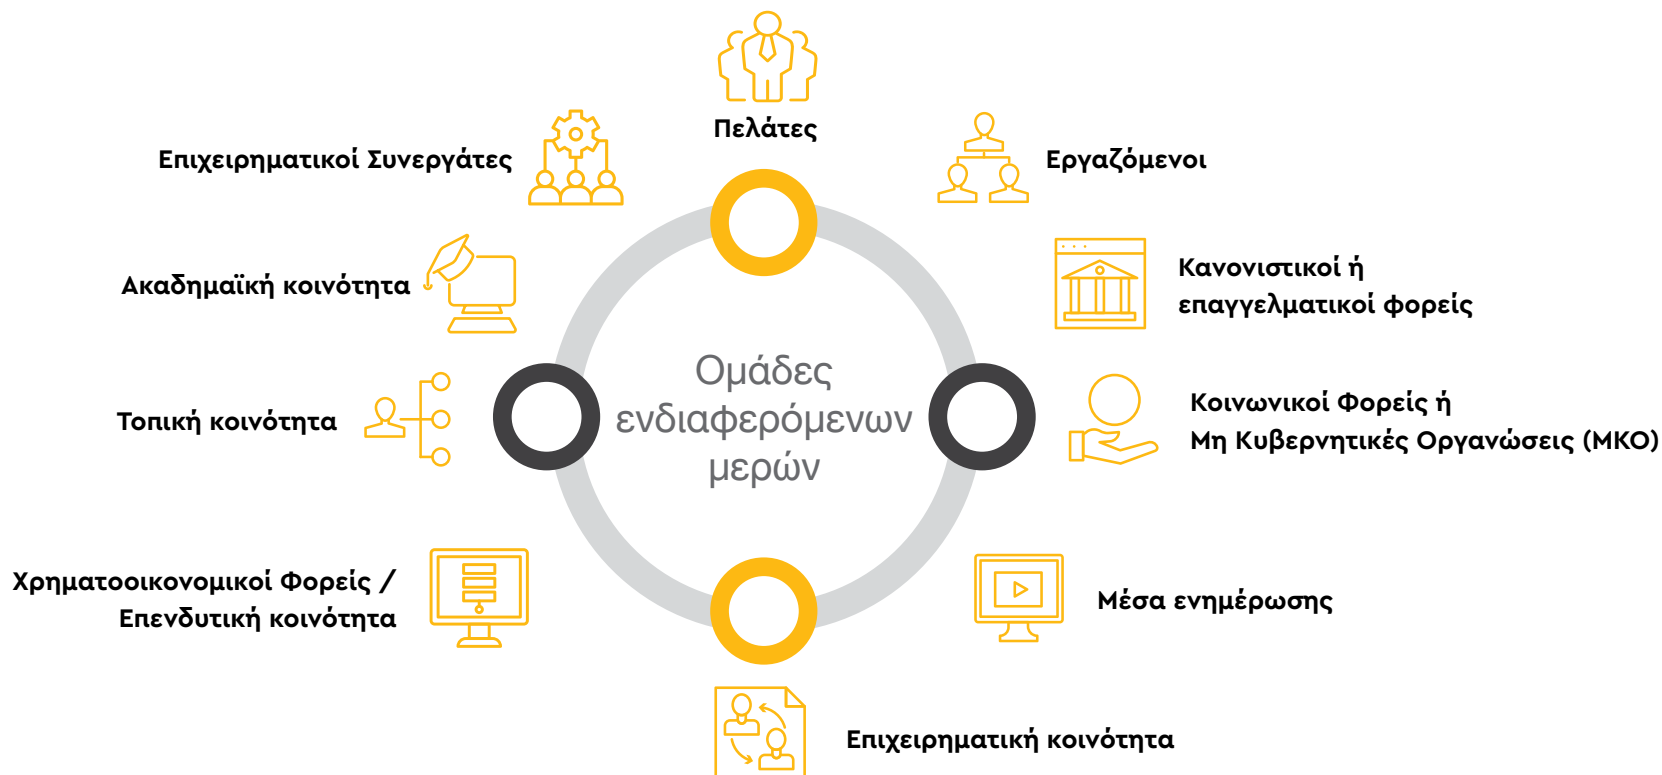 Πελάτες
Επιχειρηματικοί Συνεργάτες
Εργαζόμενοι
Ακαδημαϊκή κοινότητα
Κανονιστικοί ή
επαγγελματικοί φορείς
Ομάδες
ενδιαφερόμενων
μερών
Τοπική κοινότητα
Κοινωνικοί Φορείς ή
Μη Κυβερνητικές Οργανώσεις (ΜΚΟ)
Χρηματοοικονομικοί Φορείς /
Επενδυτική κοινότητα
Μέσα ενημέρωσης
Επιχειρηματική κοινότητα